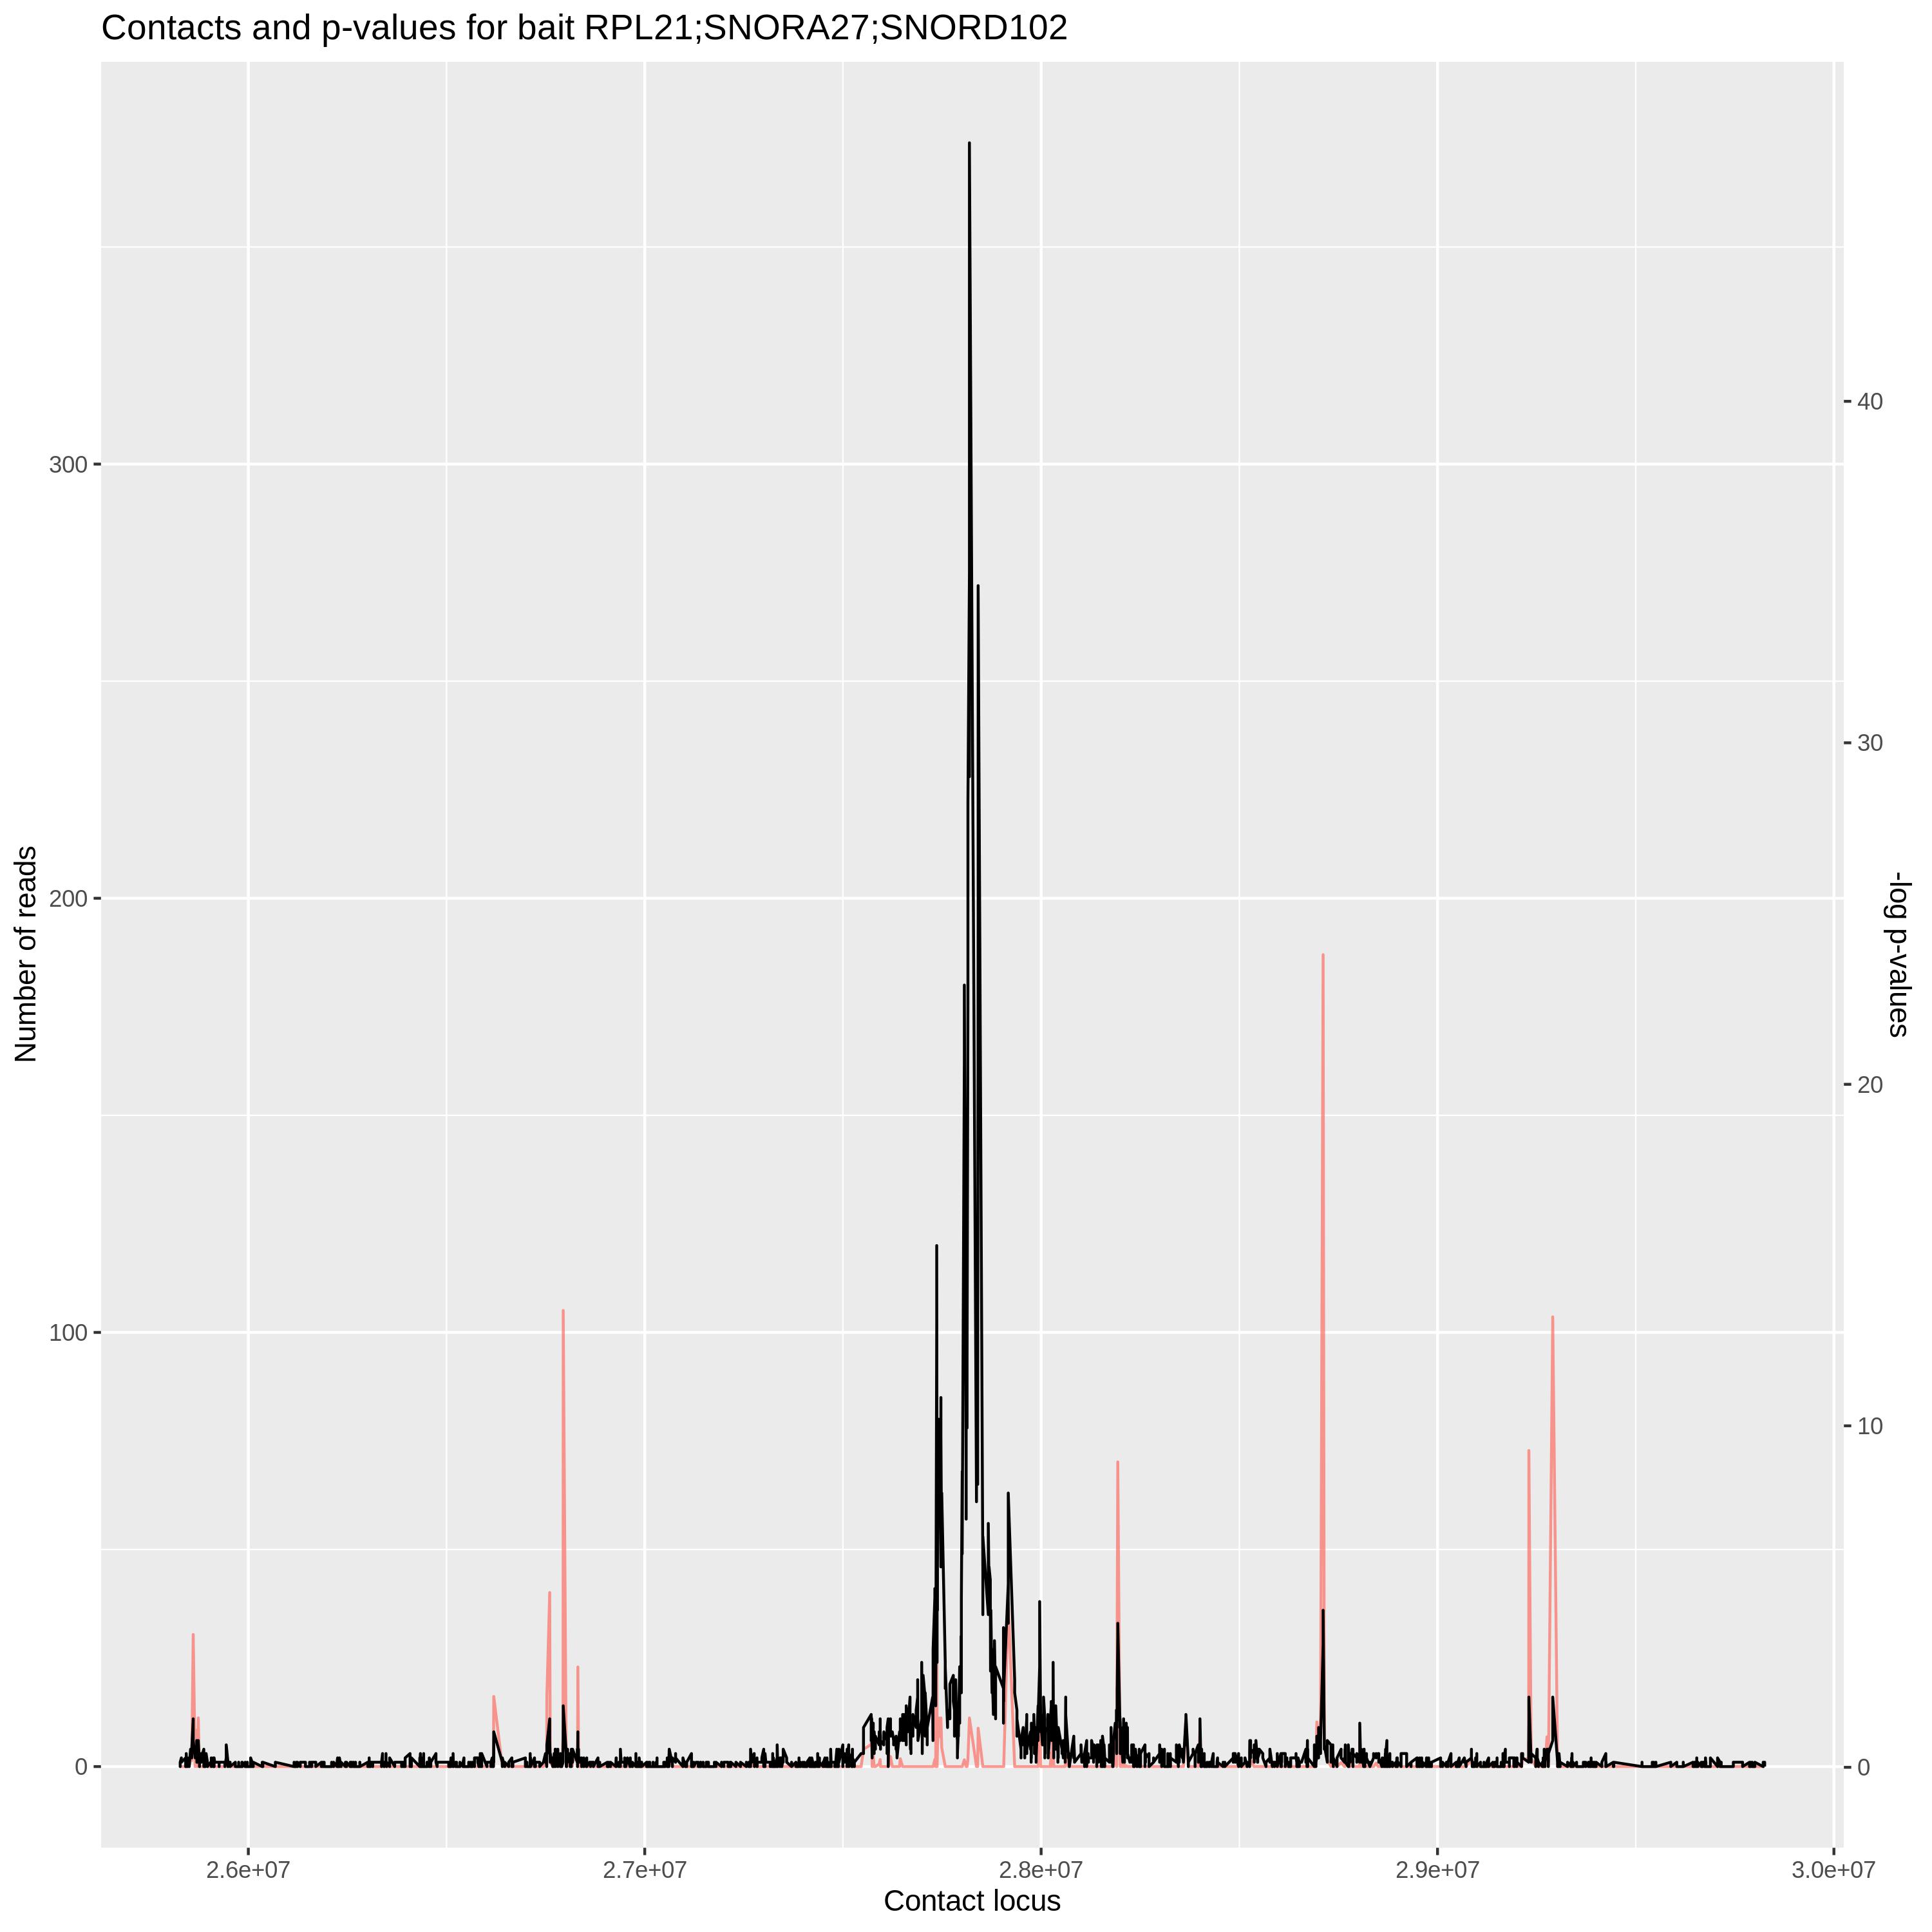 Contacts and p-values for bait RPL21;SNORA27;SNORD102
Number of reads
300
200
100
0
40
30
20
10
0
-log p-values
2.6e+07
2.7e+07
2.8e+07
2.9e+07
3.0e+07
Contact locus